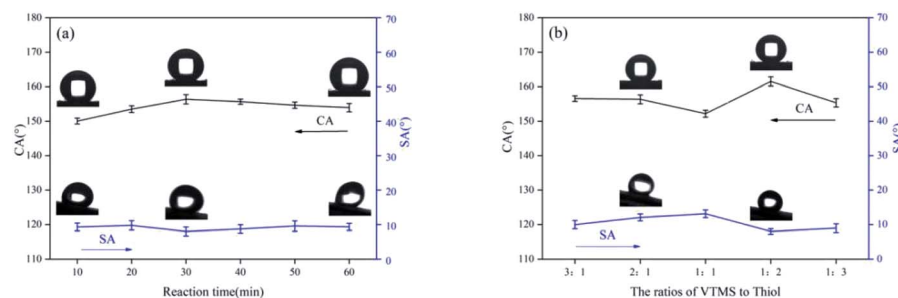 (a)
180
170
160
150
140
130
120
110
CA(°)
70
60
50
40
30
20
10
0
SA(°)
CA
SA
10 20 30 40 50 60
Reaction time(min)
(b)
180
170
160
150
140
130
120
110
CA(°)
70
60
50
40
30
20
10
0
SA(°)
CA
SA
3: 1 2: 1 1: 1 1: 2 1: 3
The ratios of VTMS to Thiol